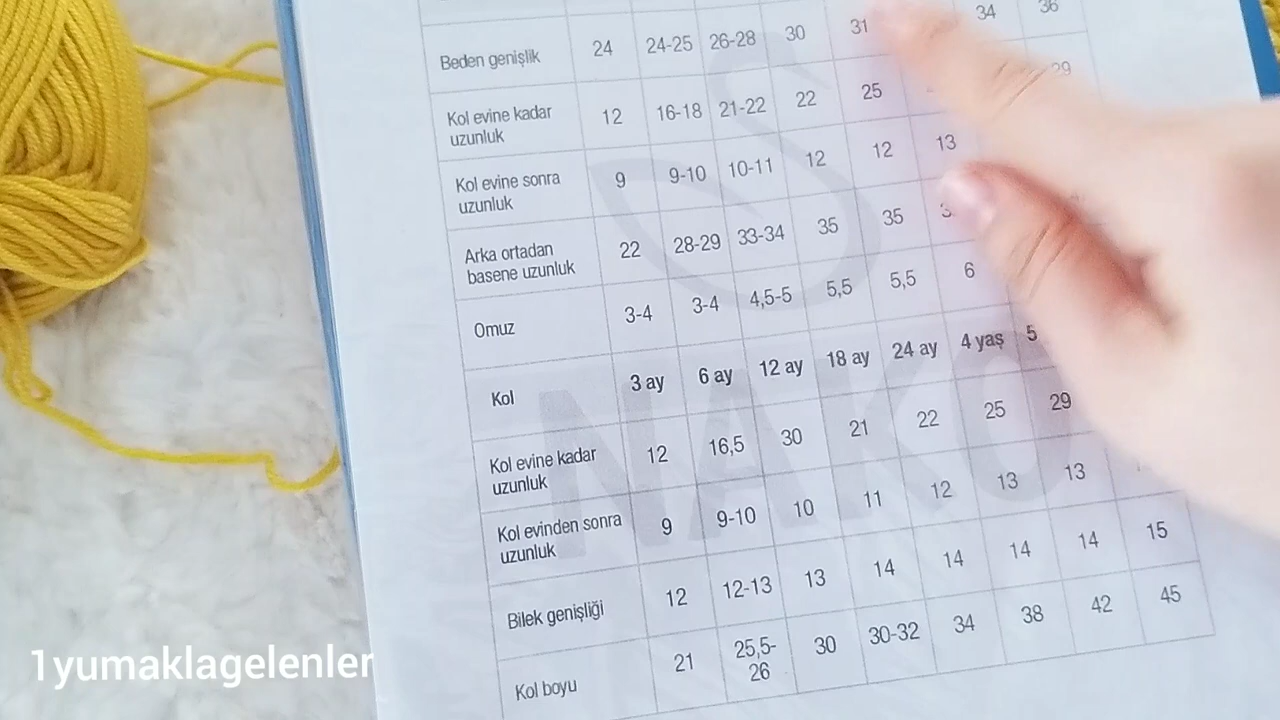 Beden genişlik 24 24-25 26-28 30 31 34 36
Kol evine kadar uzunluk 12 16-18 21-22 22 25 29
Kol evine sonra uzunluk 9 9-10 10-11 12 12 13
Arka ortadan basene uzunluk 22 28-29 33-34 35 35
Omuz 3-4 3-4 4,5-5 5,5 5,5 6
Kol 3 ay 6 ay 12 ay 18 ay 24 ay 4 yaş 5
Kol evine kadar uzunluk 12 16,5 30 21 22 25 29
Kol evinden sonra uzunluk 9 9-10 10 11 12 13 13
Bilek genişliği 12 12-13 13 14 14 14 14 15
Kol boyu 21 25,5-26 30 30-32 34 38 42 45
NAKO
1yumaklagelenler